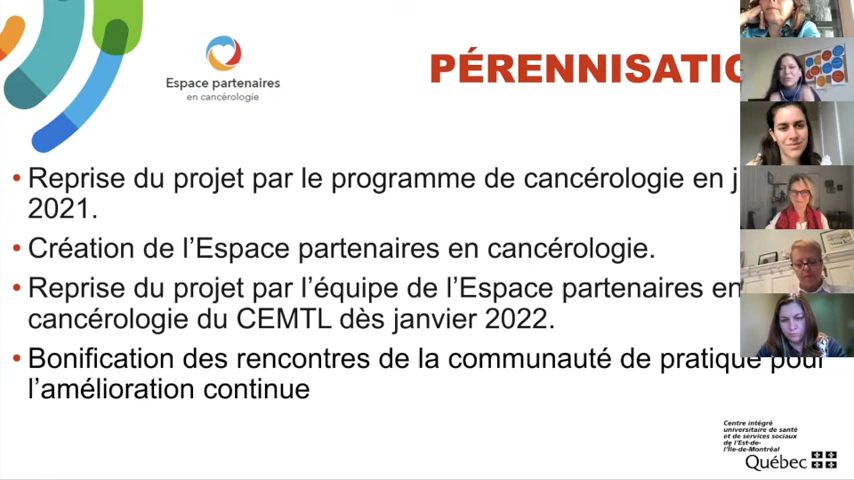 Espace partenaires
en cancérologie
PÉRENNISATIO
• Reprise du projet par le programme de cancérologie en j
2021.
• Création de l’Espace partenaires en cancérologie.
• Reprise du projet par l’équipe de l’Espace partenaires en
cancérologie du CEMTL dès janvier 2022.
• Bonification des rencontres de la communauté de pratique pour
l’amélioration continue
Centre intégré
universitaire de santé
et de services sociaux
de l’Est-de-
l’Île-de-Montréal
Québec